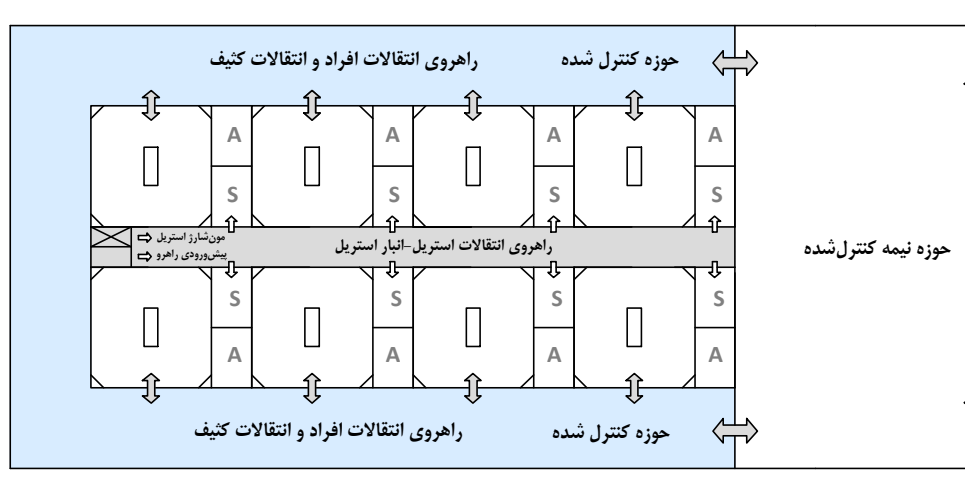 حوزه کنترل شده
راهروی انتقالات افراد و انتقالات کثیف
A A A A
S S S S
مون‌شارژ استریل
پیش‌ورودی راهرو
راهروی انتقالات استریل-انبار استریل
حوزه نیمه کنترل‌شده
S S S S
A A A A
حوزه کنترل شده
راهروی انتقالات افراد و انتقالات کثیف